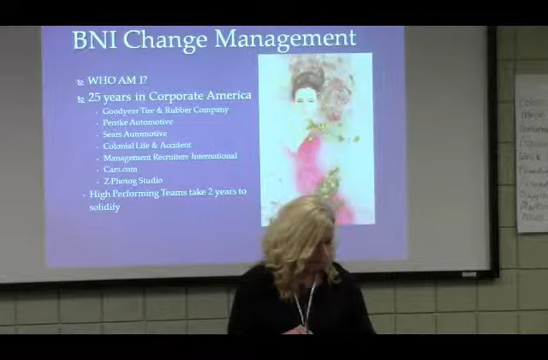 BNI Change Management
WHO AM I?
25 years in Corporate America
Goodyear Tire & Rubber Company
Penske Automotive
Sears Automotive
Colonial Life & Accident
Management Recruiters International
Cars.com
Z.Photog Studio
High Performing Teams take 2 years to
solidify